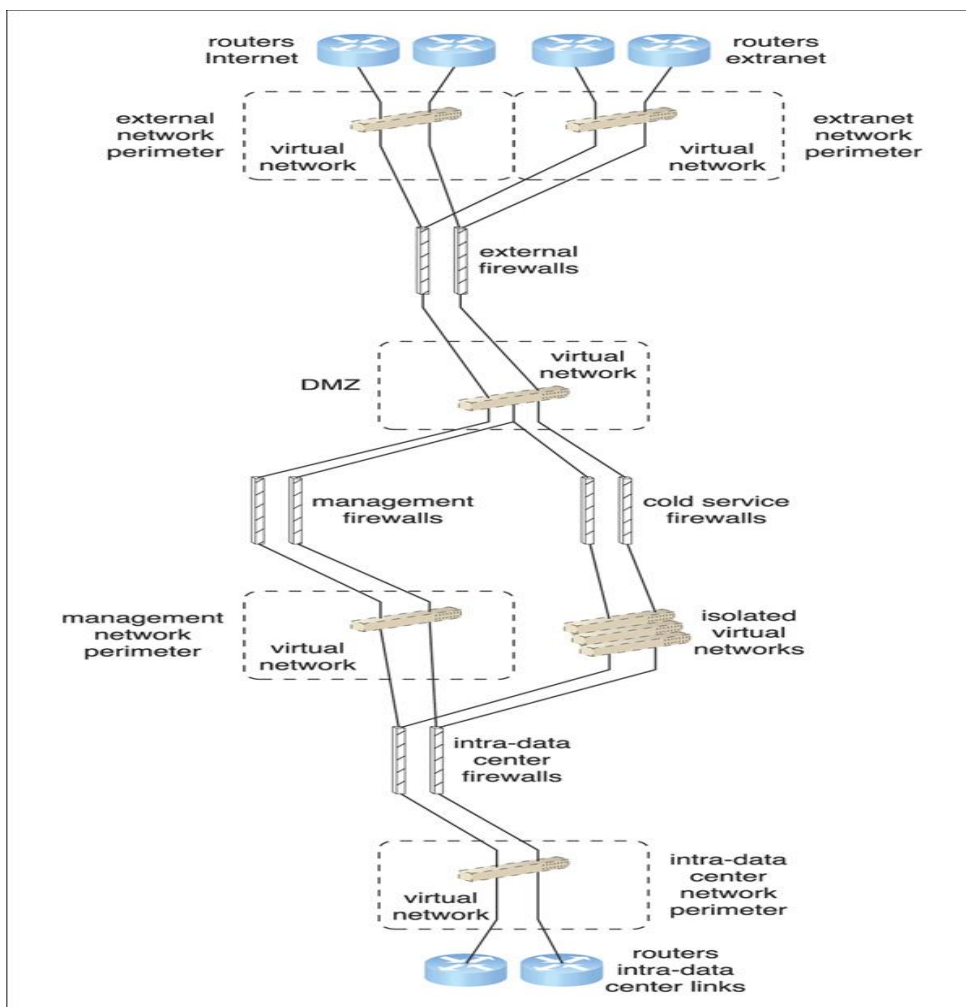 routers
Internet
routers
extranet
external
network
perimeter
virtual
network
virtual
network
extranet
network
perimeter
external
firewalls
DMZ
virtual
network
management
firewalls
cold service
firewalls
management
network
perimeter
virtual
network
isolated
virtual
networks
intra-data
center
firewalls
virtual
network
intra-data
center
network
perimeter
routers
intra-data
center links